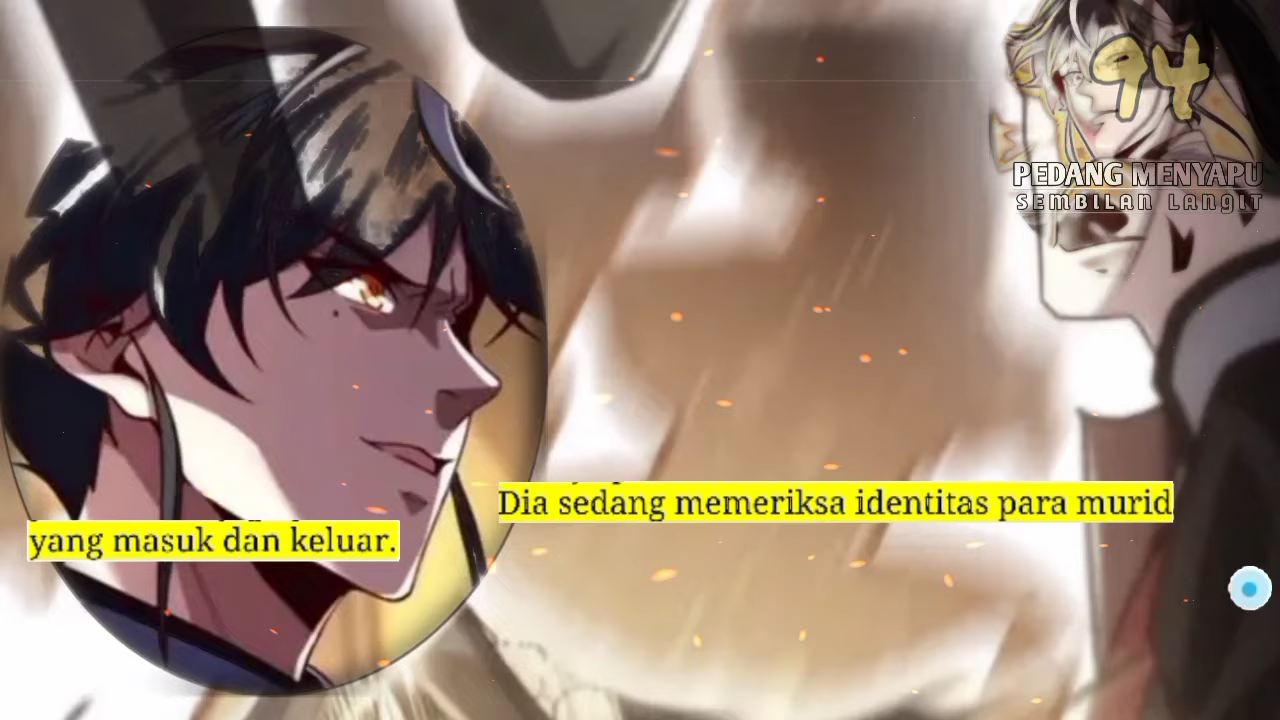 94
PEDANG MENYAPU
SEMBILAN LANGIT
Dia sedang memeriksa identitas para murid
yang masuk dan keluar.